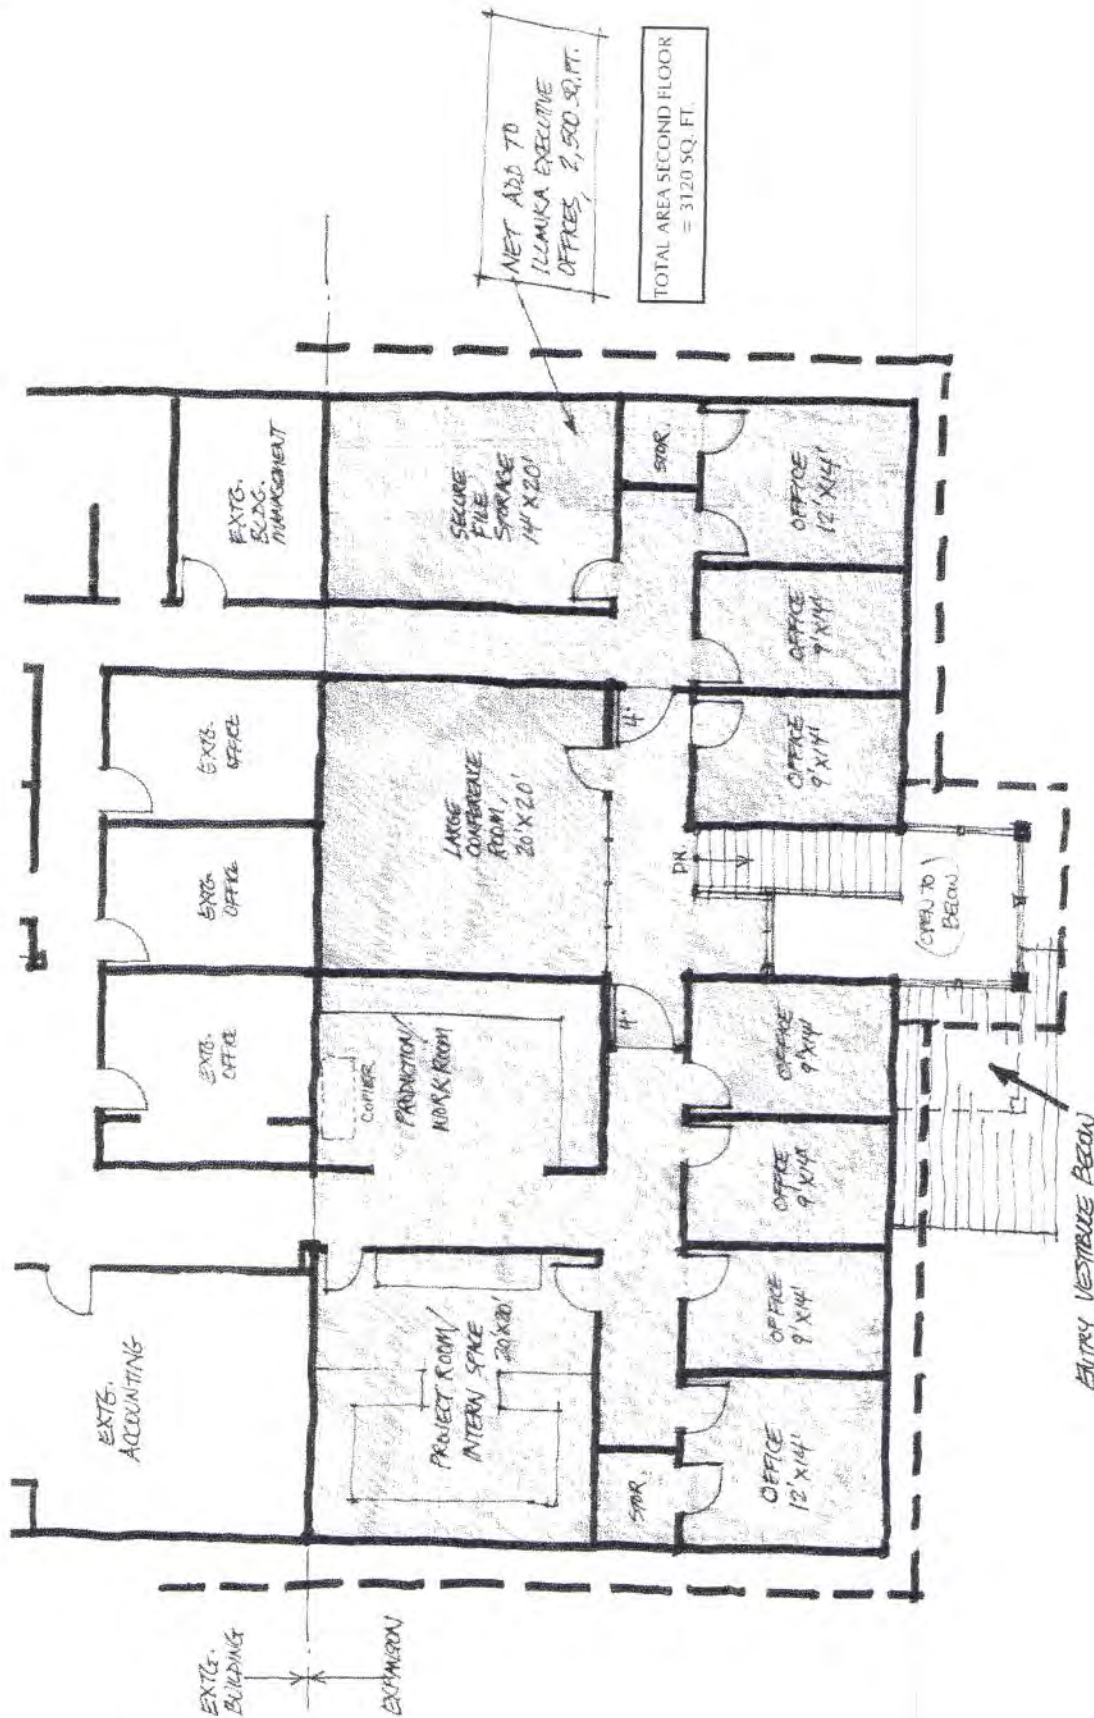 EXTG.
BUILDING
EXPANSION
EXTG.
ACCOUNTING
EXTG.
OFFICE
EXTG.
OFFICE
EXTG.
OFFICE
EXTG.
BLDG.
MANAGEMENT
PROJECT ROOM/
INTERN SPACE
20'X20'
COPIER
PRODUCTION/
WORK ROOM
LARGE
CONFERENCE
ROOM,
20'X20'
SECURE
FILE
STORAGE
14'X20'
NET ADD TO
ILIAMNA EXECUTIVE
OFFICES, 2,500 SQ.FT.
TOTAL AREA SECOND FLOOR
= 3120 SQ. FT.
STOR.
4'
4'
STOR.
DN.
OFFICE
12'X14'
OFFICE
9'X14'
OFFICE
9'X14'
OFFICE
9'X14'
OFFICE
9'X14'
OFFICE
9'X14'
OFFICE
12'X14'
(OPEN TO
BELOW)
ENTRY VESTIBULE BELOW